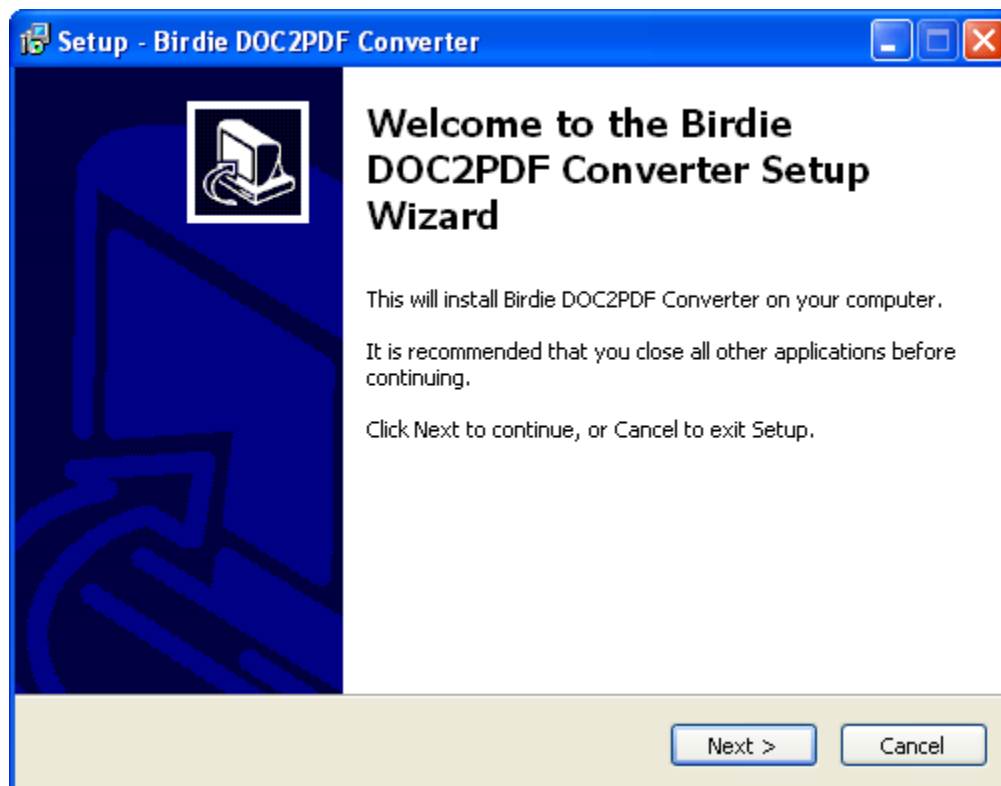 Setup - Birdie DOC2PDF Converter
Welcome to the Birdie
DOC2PDF Converter Setup
Wizard
This will install Birdie DOC2PDF Converter on your computer.
It is recommended that you close all other applications before
continuing.
Click Next to continue, or Cancel to exit Setup.
Next >
Cancel